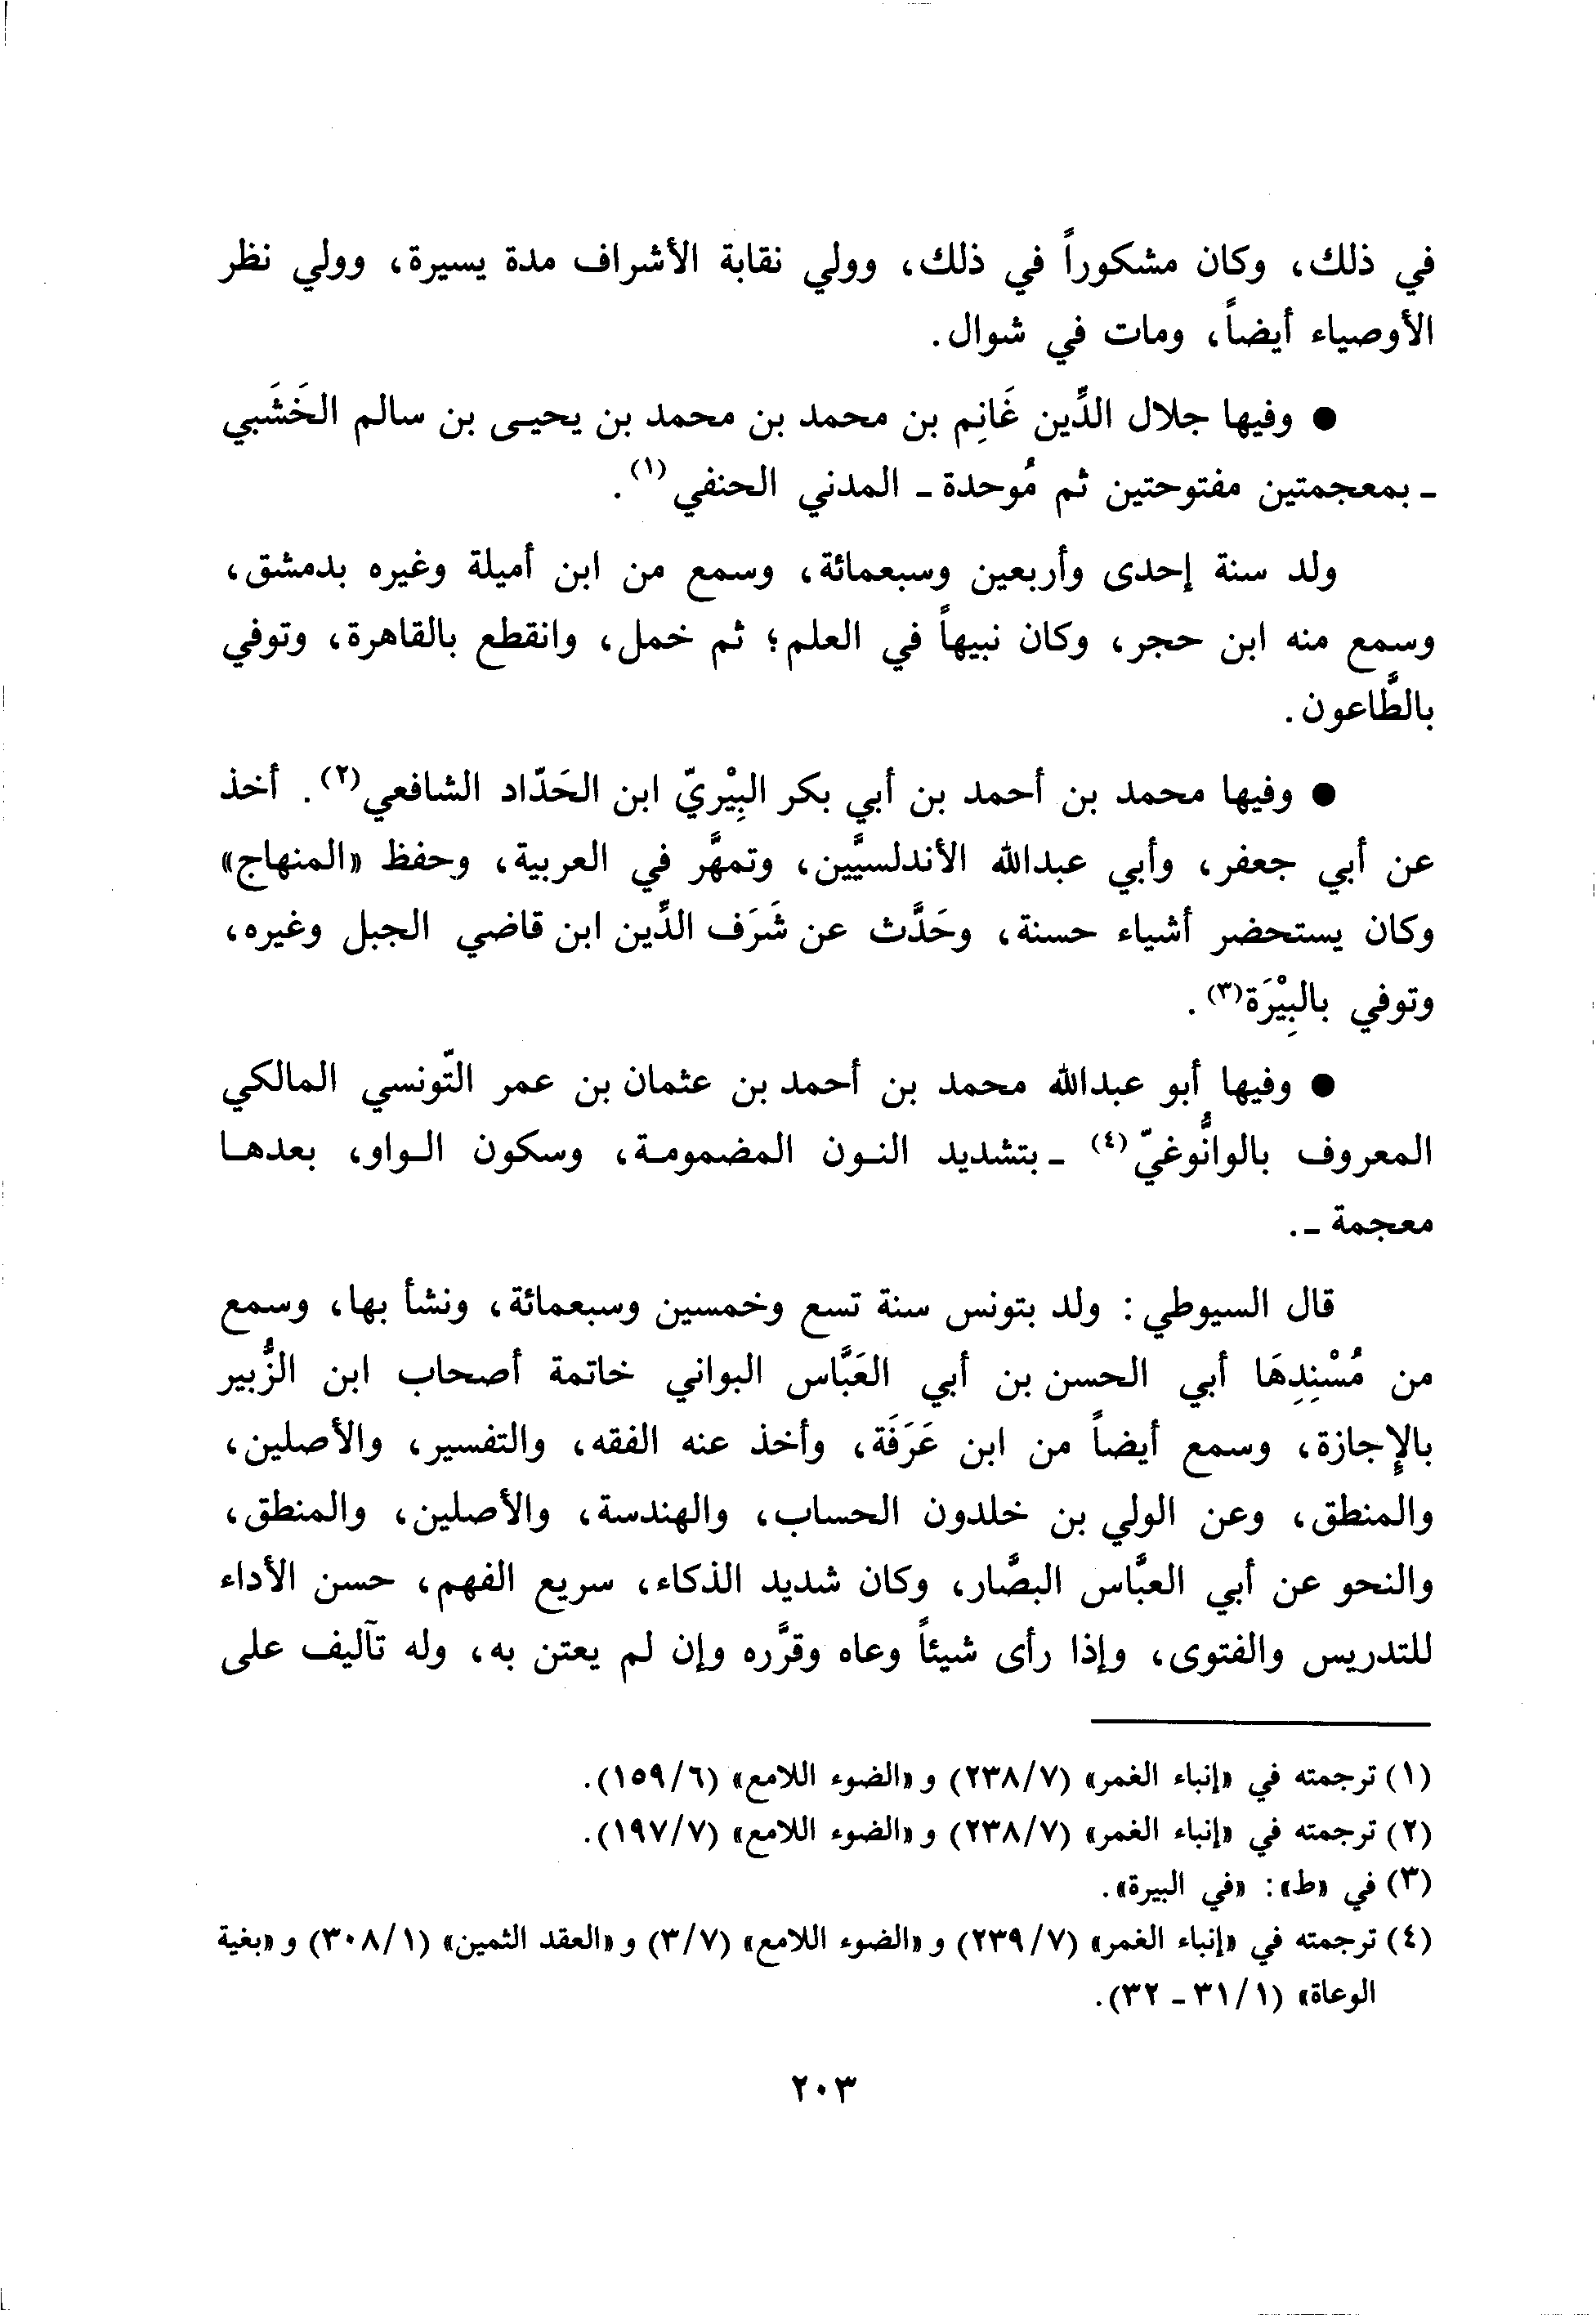 في ذلك، وكان مشكوراً في ذلك، وولي نقابة الأشراف مدة يسيرة، وولي نظر
الأوصياء أيضاً، ومات في شوال.
● وفيها جلال الدِّين غَانِم بن محمد بن محمد بن يحيى بن سالم الخَشَبي
ـ بمعجمتين مفتوحتين ثم مُوحدة ـ المدني الحنفي(١).
ولد سنة إحدى وأربعين وسبعمائة، وسمع من ابن أميلة وغيره بدمشق،
وسمع منه ابن حجر، وكان نبيهاً في العلم؛ ثم خمل، وانقطع بالقاهرة، وتوفي
بالطَّاعون.
● وفيها محمد بن أحمد بن أبي بكر البِيْريّ ابن الحَدّاد الشافعي(٢). أخذ
عن أبي جعفر، وأبي عبدالله الأندلسيَّين، وتمهَّر في العربية، وحفظ «المنهاج»
وكان يستحضر أشياء حسنة، وحَدَّث عن شَرَف الدِّين ابن قاضي الجبل وغيره،
وتوفي بالبِيْرَة(٣).
● وفيها أبو عبدالله محمد بن أحمد بن عثمان بن عمر التّونسي المالكي
المعروف بالوانُّوغيّ(٤) ـ بتشديد النـون المضمومـة، وسكون الـواو، بعدهـا
معجمة ـ.
قال السيوطي: ولد بتونس سنة تسع وخمسين وسبعمائة، ونشأ بها، وسمع
من مُسْنِدِهَا أبي الحسن بن أبي العَبَّاس البواني خاتمة أصحاب ابن الزُّبير
بالإجازة، وسمع أيضاً من ابن عَرَفَة، وأخذ عنه الفقه، والتفسير، والأصلين،
والمنطق، وعن الولي بن خلدون الحساب، والهندسة، والأصلين، والمنطق،
والنحو عن أبي العبَّاس البصَّار، وكان شديد الذكاء، سريع الفهم، حسن الأداء
للتدريس والفتوى، وإذا رأى شيئاً وعاه وقرَّره وإن لم يعتن به، وله تآليف على
(١) ترجمته في «إنباء الغمر» (٢٣٨/٧) و «الضوء اللامع» (١٥٩/٦).
(٢) ترجمته في «إنباء الغمر» (٢٣٨/٧) و «الضوء اللامع» (١٩٧/٧).
(٣) في «ط»: «في البيرة».
(٤) ترجمته في «إنباء الغمر» (٢٣٩/٧) و «الضوء اللامع» (٣/٧) و «العقد الثمين» (٣٠٨/١) و «بغية
الوعاة» (٣١/١ ـ ٣٢).
٢٠٣